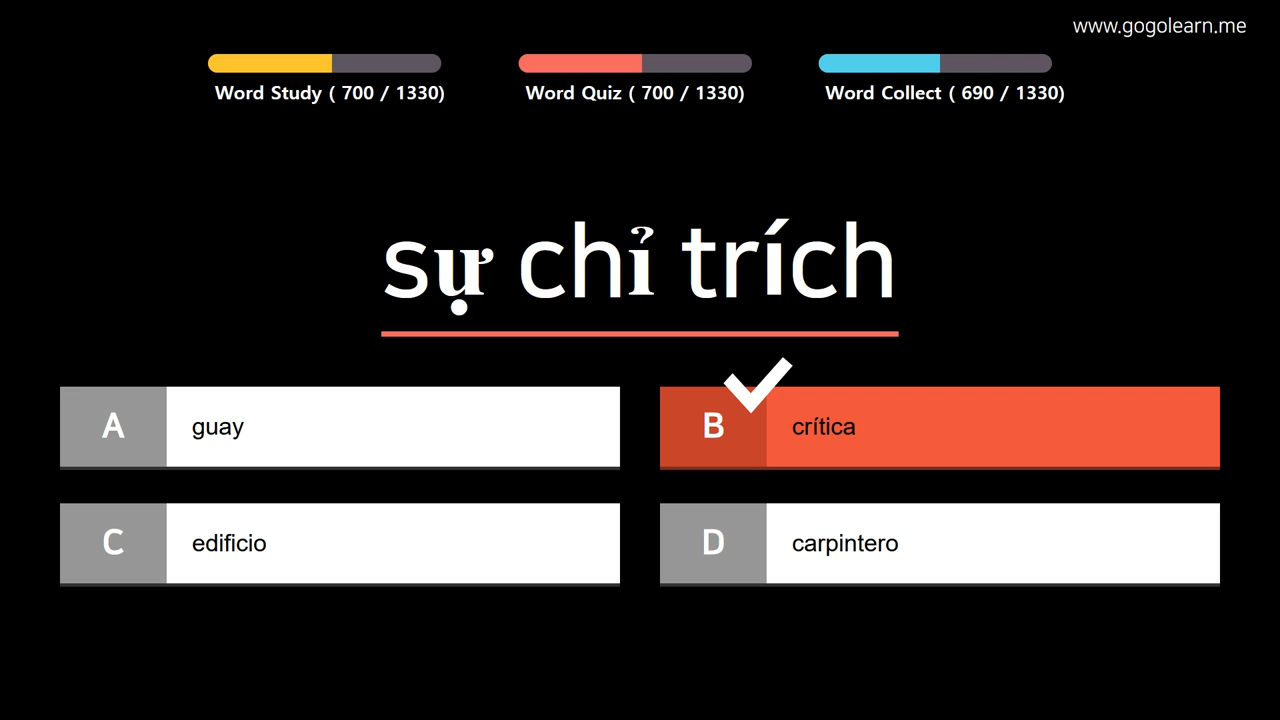 www.gogolearn.me
Word Study ( 700 / 1330)
Word Quiz ( 700 / 1330)
Word Collect ( 690 / 1330)
sự chỉ trích
A guay
B crítica
C edificio
D carpintero